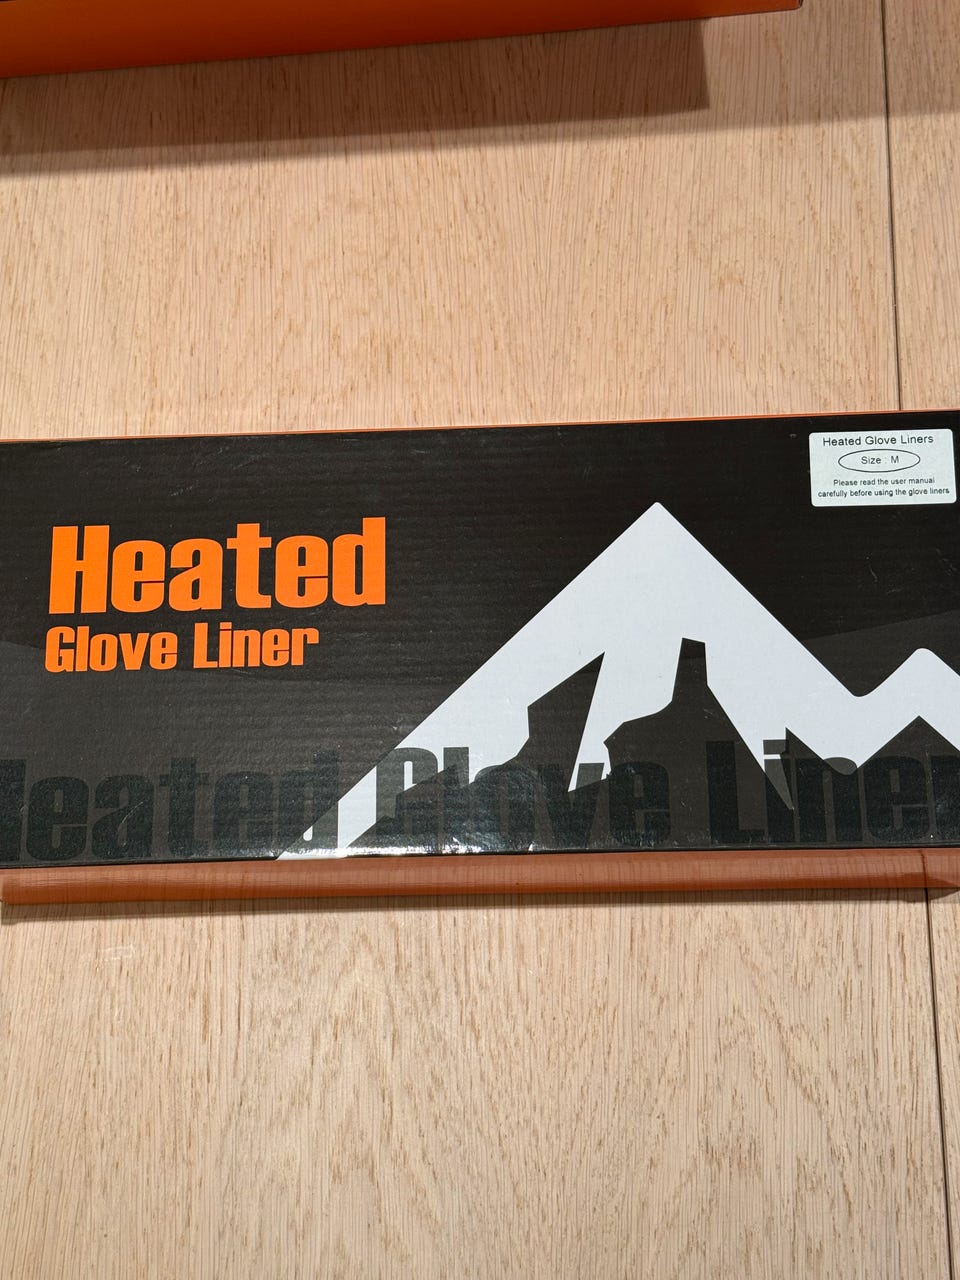 Heated Glove Liners
Size : M
Please read the user manual
carefully before using the glove liners
Heated
Glove Liner
Heated Glove Liner